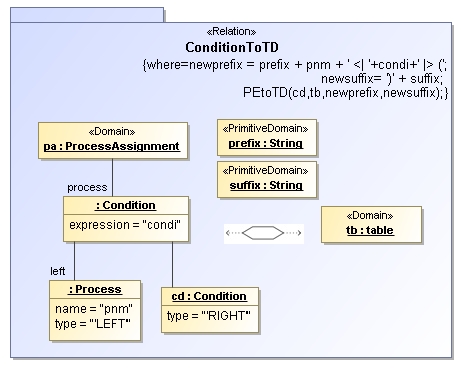 «Relation»
ConditionToTD
{where=newprefix = prefix + pnm + ' <| '+condi+' |> (';
newsuffix= ')' + suffix;
PEtoTD(cd,tb,newprefix,newsuffix);}
«Domain»
pa : ProcessAssignment
«PrimitiveDomain»
prefix : String
«PrimitiveDomain»
suffix : String
process
: Condition
expression = "condi"
«Domain»
tb : table
left
: Process
name = "pnm"
type = "'LEFT'"
cd : Condition
type = "'RIGHT'"